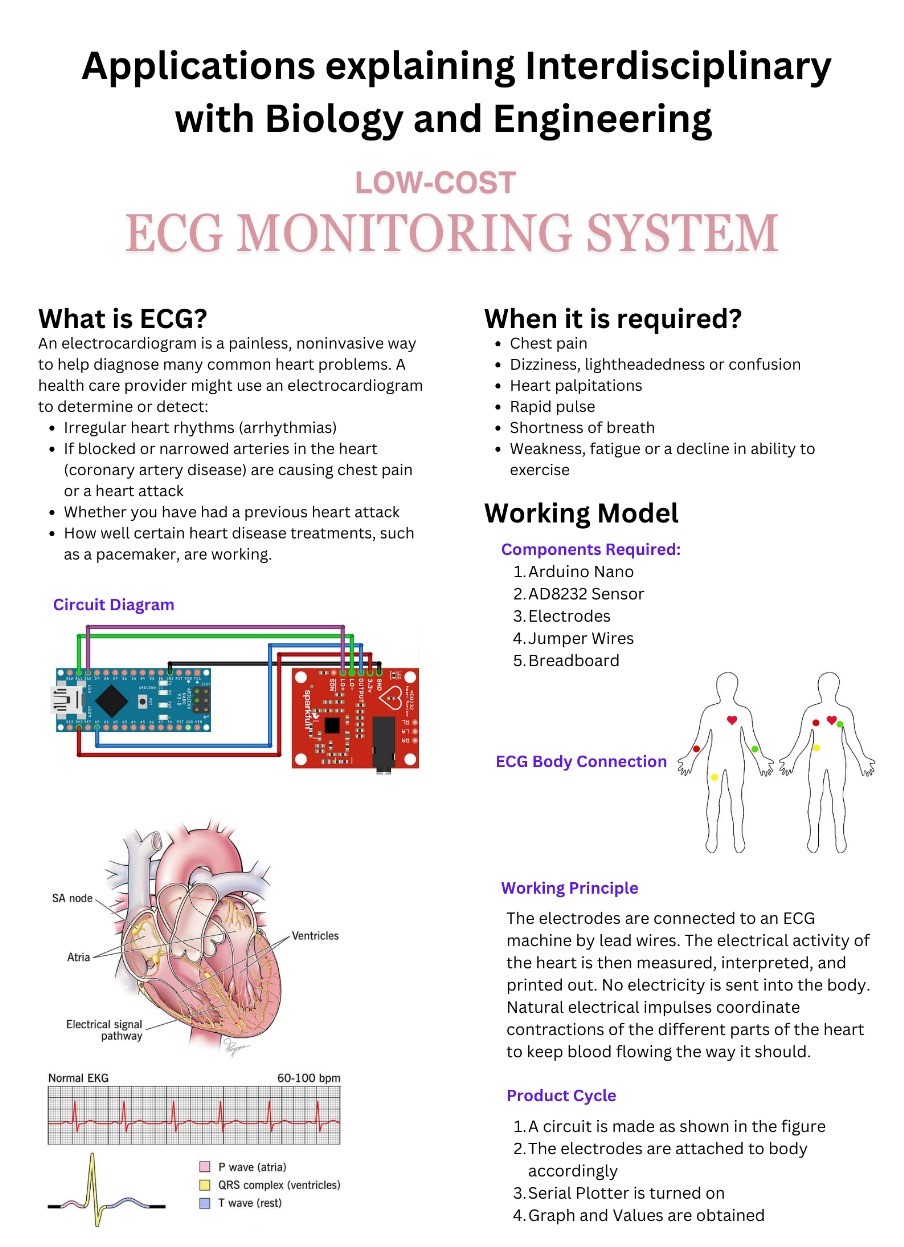 Applications explaining Interdisciplinary
with Biology and Engineering
LOW-COST
ECG MONITORING SYSTEM
What is ECG?
An electrocardiogram is a painless, noninvasive way
to help diagnose many common heart problems. A
health care provider might use an electrocardiogram
to determine or detect:
• Irregular heart rhythms (arrhythmias)
• If blocked or narrowed arteries in the heart
(coronary artery disease) are causing chest pain
or a heart attack
• Whether you have had a previous heart attack
• How well certain heart disease treatments, such
as a pacemaker, are working.
Circuit Diagram
SDN
LO+
LO-
OUTPUT
3.3v
GND
sparkfun
SA node
Atria
Ventricles
Electrical signal
pathway
Normal EKG 60-100 bpm
P wave (atria)
QRS complex (ventricles)
T wave (rest)
When it is required?
• Chest pain
• Dizziness, lightheadedness or confusion
• Heart palpitations
• Rapid pulse
• Shortness of breath
• Weakness, fatigue or a decline in ability to
exercise
Working Model
Components Required:
1. Arduino Nano
2. AD8232 Sensor
3. Electrodes
4. Jumper Wires
5. Breadboard
ECG Body Connection
Working Principle
The electrodes are connected to an ECG
machine by lead wires. The electrical activity of
the heart is then measured, interpreted, and
printed out. No electricity is sent into the body.
Natural electrical impulses coordinate
contractions of the different parts of the heart
to keep blood flowing the way it should.
Product Cycle
1. A circuit is made as shown in the figure
2. The electrodes are attached to body
accordingly
3. Serial Plotter is turned on
4. Graph and Values are obtained